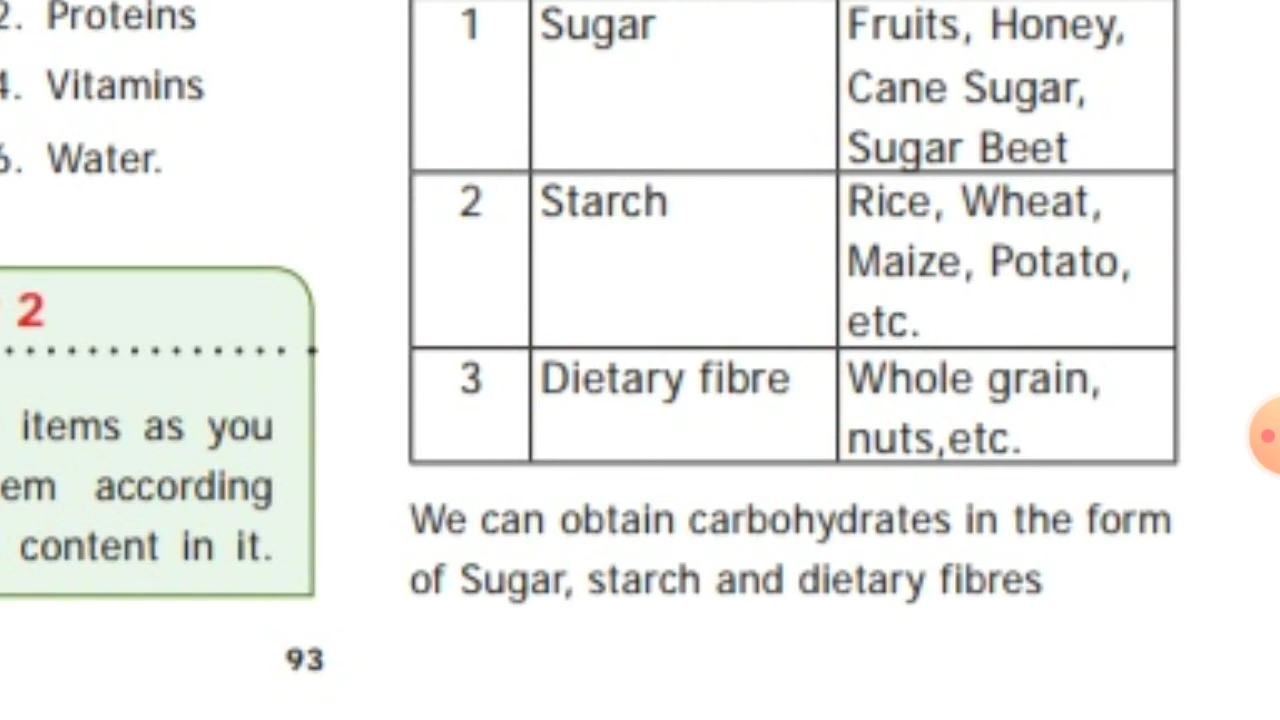 2. Proteins
4. Vitamins
6. Water.
2
items as you
em according
content in it.
93
1 Sugar Fruits, Honey,
Cane Sugar,
Sugar Beet
2 Starch Rice, Wheat,
Maize, Potato,
etc.
3 Dietary fibre Whole grain,
nuts,etc.
We can obtain carbohydrates in the form
of Sugar, starch and dietary fibres